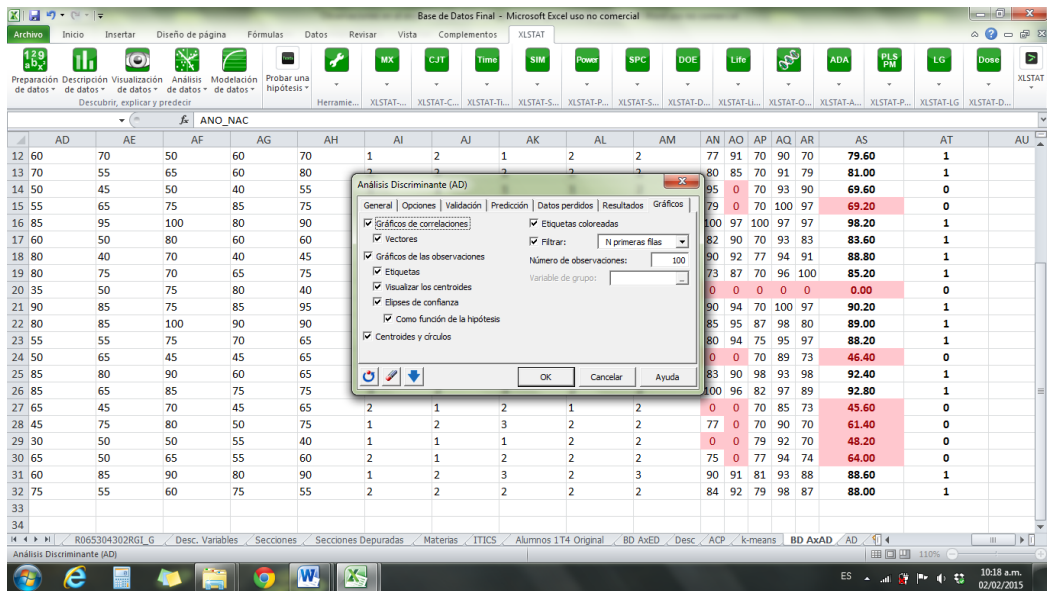 Base de Datos Final - Microsoft Excel uso no comercial
Archivo Inicio Insertar Diseño de página Fórmulas Datos Revisar Vista Complementos XLSTAT
MX CJT Time SIM Power SPC DOE Life ADA PLS PM LG Dose
Preparación de datos Descripción de datos Visualización de datos Análisis de datos Modelación de datos Probar una hipótesis XLSTAT
Descubrir, explicar y predecir Herramie... XLSTAT-... XLSTAT-C... XLSTAT-Ti... XLSTAT-S... XLSTAT-P... XLSTAT-S... XLSTAT-D... XLSTAT-Li... XLSTAT-O... XLSTAT-A... XLSTAT-P... XLSTAT-LG XLSTAT-D...
fx ANO_NAC
AD AE AF AG AH AI AJ AK AL AM AN AO AP AQ AR AS AT AU
12 60 70 50 60 70 1 2 1 2 2 77 91 70 90 70 79.60 1
13 70 55 65 60 80 80 85 70 91 79 81.00 1
14 50 45 50 40 55 95 0 70 93 90 69.60 0
15 55 65 75 85 75 79 0 70 100 97 69.20 0
16 85 95 100 80 90 100 97 100 97 97 98.20 1
17 60 50 80 60 60 82 90 70 93 83 83.60 1
18 80 40 70 40 45 90 92 77 94 91 88.80 1
19 80 75 70 65 75 73 87 70 96 100 85.20 1
20 35 50 75 80 40 0 0 0 0 0 0.00 0
21 90 85 75 85 95 90 94 70 100 97 90.20 1
22 80 85 100 90 90 85 95 87 98 80 89.00 1
23 55 55 75 70 65 80 94 75 95 97 88.20 1
24 50 65 45 45 65 0 0 70 89 73 46.40 0
25 85 80 90 60 65 83 90 98 93 98 92.40 1
26 85 65 85 75 75 100 96 82 97 89 92.80 1
27 65 45 70 45 65 2 1 2 1 2 0 0 70 85 73 45.60 0
28 45 75 80 50 75 1 2 3 2 2 77 0 70 90 70 61.40 0
29 30 50 50 55 40 1 1 1 2 2 0 0 79 92 70 48.20 0
30 65 50 65 55 60 2 1 2 2 2 75 0 77 94 74 64.00 0
31 60 85 90 80 90 1 2 3 2 3 90 91 81 93 88 88.60 1
32 75 55 60 75 55 2 2 2 2 2 84 92 79 98 87 88.00 1
33
34
Análisis Discriminante (AD)
General Opciones Validación Predicción Datos perdidos Resultados Gráficos
Gráficos de correlaciones
Vectores
Gráficos de las observaciones
Etiquetas
Visualizar los centroides
Elipses de confianza
Como función de la hipótesis
Centroides y círculos
Etiquetas coloreadas
Filtrar: N primeras filas
Número de observaciones: 100
Variable de grupo:
OK Cancelar Ayuda
R065304302RGI_G Desc. Variables Secciones Secciones Depuradas Materias ITICS Alumnos 1T4 Original BD AxED Desc ACP k-means BD AxAD AD
Análisis Discriminante (AD) 110%
ES 10:18 a.m.
02/02/2015